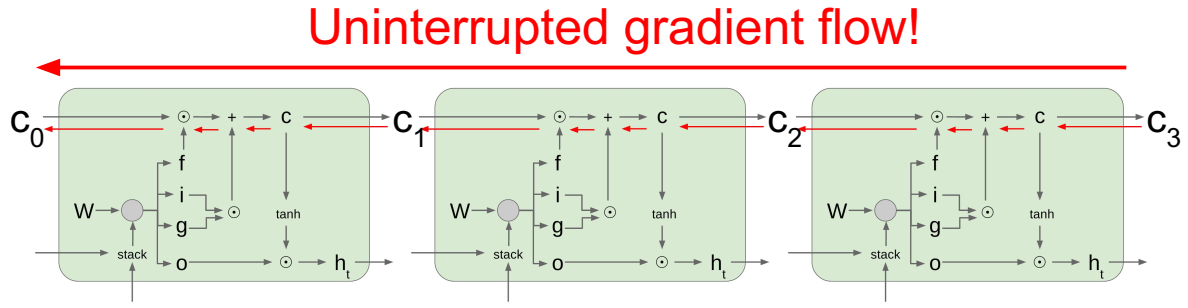 Uninterrupted gradient flow!
c0 ⊙ + c c1 ⊙ + c c2 ⊙ + c c3
f f f
i i i
W ⊙ tanh W ⊙ tanh W ⊙ tanh
g g g
stack stack stack
o ⊙ ht o ⊙ ht o ⊙ ht